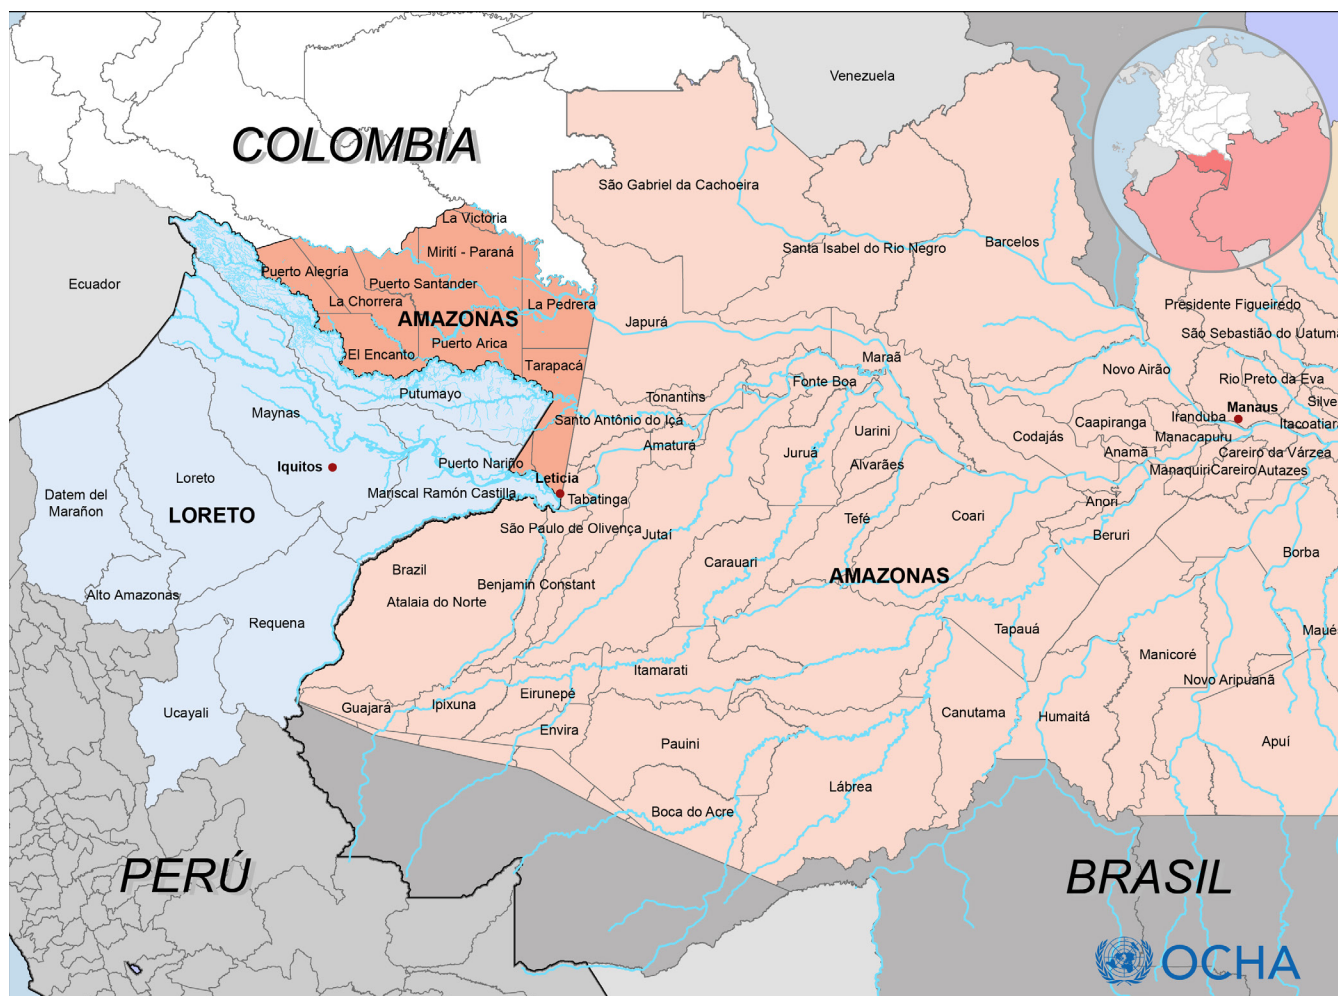 Venezuela
COLOMBIA
São Gabriel da Cachoeira
La Victoria
Mirití - Paraná
Santa Isabel do Rio Negro
Barcelos
Puerto Alegría
Ecuador
Puerto Santander
La Chorrera
La Pedrera
Presidente Figueiredo
AMAZONAS
Japurá
São Sebastião do Uatuma
Puerto Arica
El Encanto
Maraã
Tarapacá
Novo Airão
Fonte Boa
Rio Preto da Eva
Putumayo
Tonantins
Silve
Maynas
Manaus
Santo Antônio do Içá
Iranduba
Caapiranga
Itacoatiara
Uarini
Codajás
Manacapuru
Amaturá
Juruá
Anamã
Careiro da Várzea
Puerto Nariño
Alvarães
Iquitos
Manaquiri
Careiro
Autazes
Loreto
Leticia
Datem del
Marañon
Mariscal Ramón Castilla
Tabatinga
Anori
LORETO
Coari
Tefé
São Paulo de Olivença
Jutaí
Beruri
Borba
Carauari
Brazil
AMAZONAS
Benjamin Constant
Alto Amazonas
Atalaia do Norte
Requena
Tapauá
Maués
Manicoré
Itamarati
Novo Aripuanã
Eirunepé
Ipixuna
Guajará
Ucayali
Canutama
Humaitá
Envira
Pauini
Apuí
Lábrea
Boca do Acre
PERÚ
BRASIL
OCHA